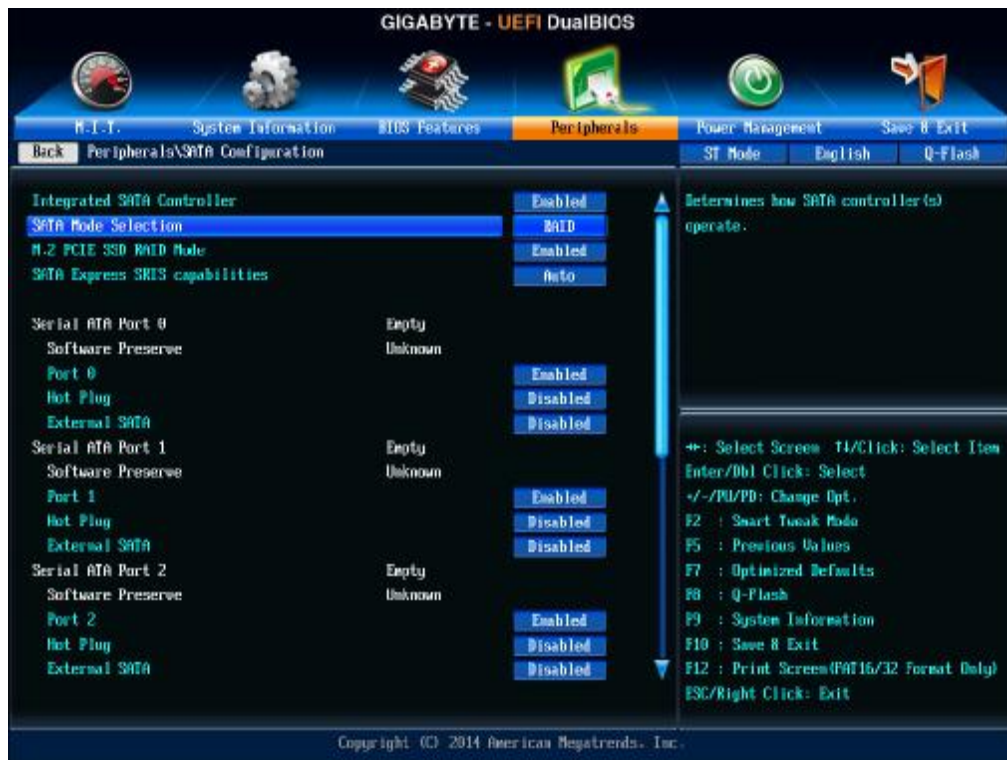 GIGABYTE - UEFI DualBIOS
M.I.T. System Information BIOS Features Peripherals Power Management Save & Exit
Back Peripherals\SATA Configuration ST Mode English Q-Flash
Integrated SATA Controller Enabled
SATA Mode Selection RAID
M.2 PCIE SSD RAID Mode Enabled
SATA Express SRIS capabilities Auto
Determines how SATA controller(s)
operate.
Serial ATA Port 0 Empty
Software Preserve Unknown
Port 0 Enabled
Hot Plug Disabled
External SATA Disabled
Serial ATA Port 1 Empty
Software Preserve Unknown
Port 1 Enabled
Hot Plug Disabled
External SATA Disabled
Serial ATA Port 2 Empty
Software Preserve Unknown
Port 2 Enabled
Hot Plug Disabled
External SATA Disabled
→←: Select Screen ↑↓/Click: Select Item
Enter/Dbl Click: Select
+/-/PU/PD: Change Opt.
F2 : Smart Tweak Mode
F5 : Previous Values
F7 : Optimized Defaults
F8 : Q-Flash
F9 : System Information
F10 : Save & Exit
F12 : Print Screen(FAT16/32 Format Only)
ESC/Right Click: Exit
Copyright (C) 2014 American Megatrends, Inc.